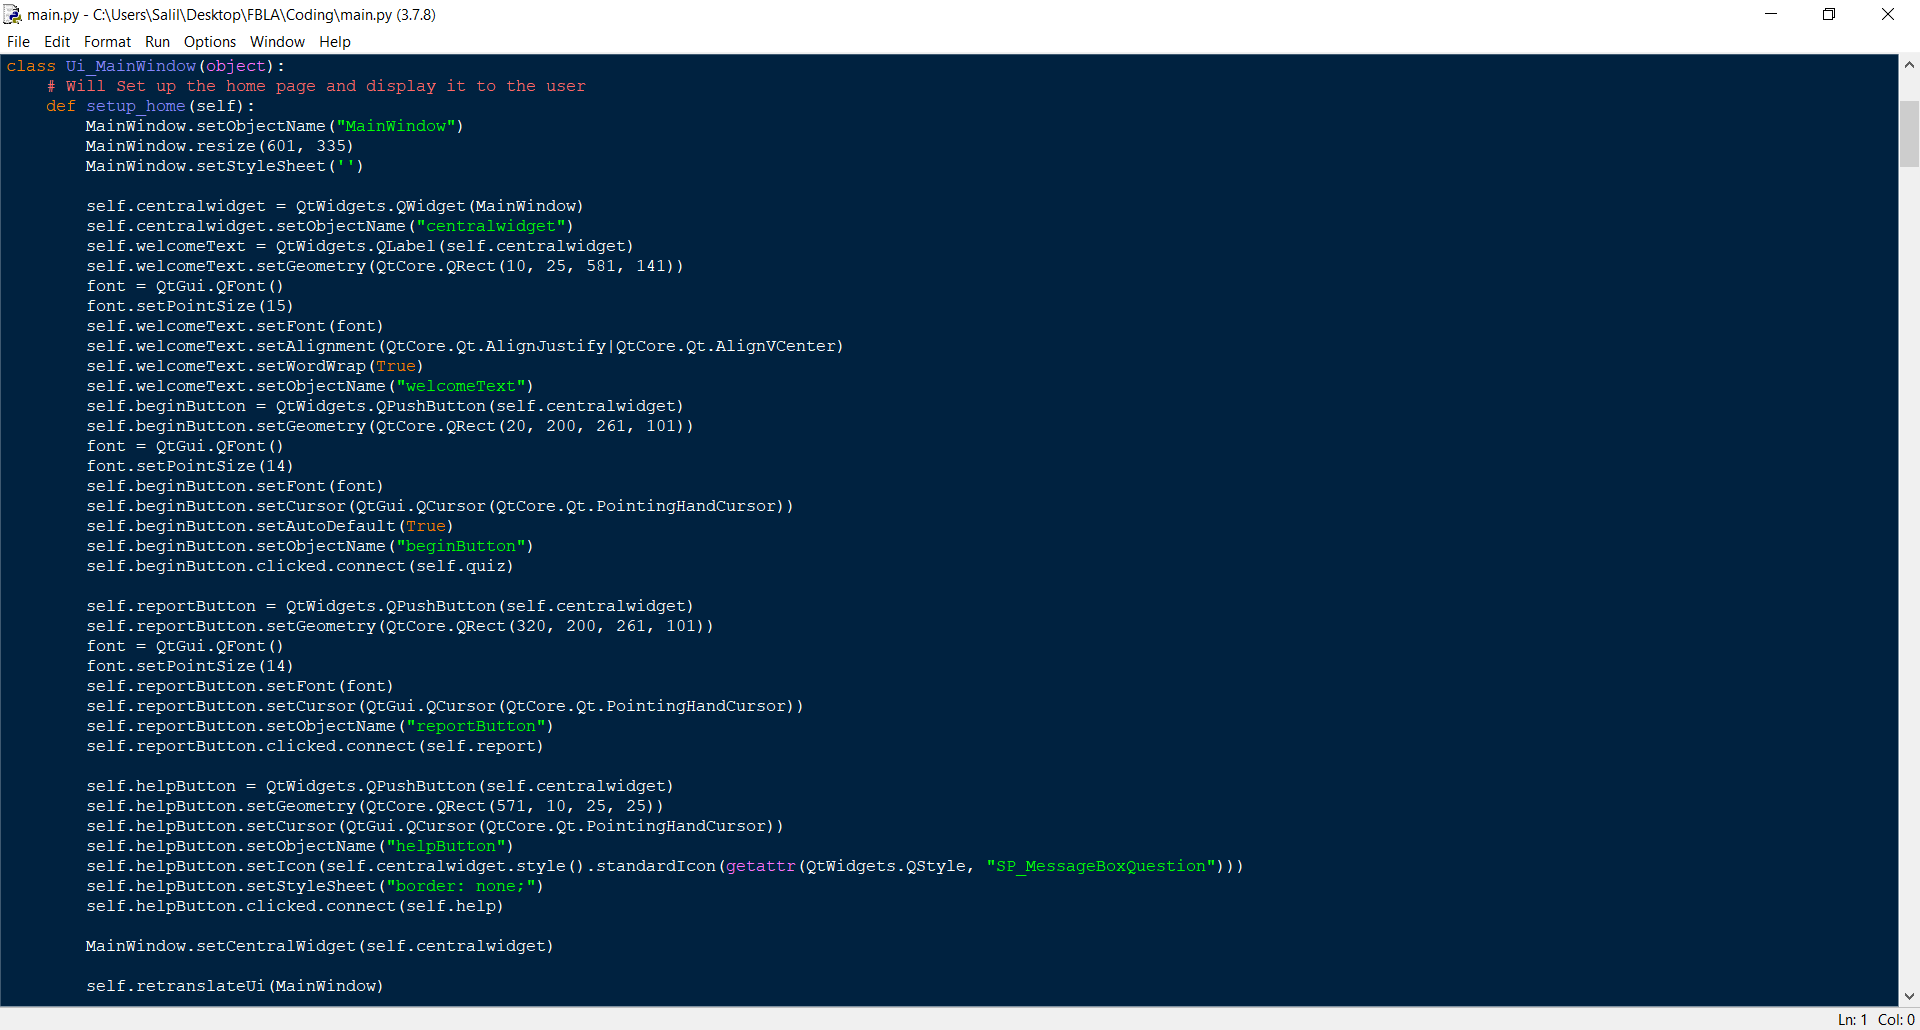 main.py - C:\Users\Salil\Desktop\FBLA\Coding\main.py (3.7.8)
File Edit Format Run Options Window Help
class Ui_MainWindow(object):
    # Will Set up the home page and display it to the user
    def setup_home(self):
        MainWindow.setObjectName("MainWindow")
        MainWindow.resize(601, 335)
        MainWindow.setStyleSheet('')

        self.centralwidget = QtWidgets.QWidget(MainWindow)
        self.centralwidget.setObjectName("centralwidget")
        self.welcomeText = QtWidgets.QLabel(self.centralwidget)
        self.welcomeText.setGeometry(QtCore.QRect(10, 25, 581, 141))
        font = QtGui.QFont()
        font.setPointSize(15)
        self.welcomeText.setFont(font)
        self.welcomeText.setAlignment(QtCore.Qt.AlignJustify|QtCore.Qt.AlignVCenter)
        self.welcomeText.setWordWrap(True)
        self.welcomeText.setObjectName("welcomeText")
        self.beginButton = QtWidgets.QPushButton(self.centralwidget)
        self.beginButton.setGeometry(QtCore.QRect(20, 200, 261, 101))
        font = QtGui.QFont()
        font.setPointSize(14)
        self.beginButton.setFont(font)
        self.beginButton.setCursor(QtGui.QCursor(QtCore.Qt.PointingHandCursor))
        self.beginButton.setAutoDefault(True)
        self.beginButton.setObjectName("beginButton")
        self.beginButton.clicked.connect(self.quiz)

        self.reportButton = QtWidgets.QPushButton(self.centralwidget)
        self.reportButton.setGeometry(QtCore.QRect(320, 200, 261, 101))
        font = QtGui.QFont()
        font.setPointSize(14)
        self.reportButton.setFont(font)
        self.reportButton.setCursor(QtGui.QCursor(QtCore.Qt.PointingHandCursor))
        self.reportButton.setObjectName("reportButton")
        self.reportButton.clicked.connect(self.report)

        self.helpButton = QtWidgets.QPushButton(self.centralwidget)
        self.helpButton.setGeometry(QtCore.QRect(571, 10, 25, 25))
        self.helpButton.setCursor(QtGui.QCursor(QtCore.Qt.PointingHandCursor))
        self.helpButton.setObjectName("helpButton")
        self.helpButton.setIcon(self.centralwidget.style().standardIcon(getattr(QtWidgets.QStyle, "SP_MessageBoxQuestion")))
        self.helpButton.setStyleSheet("border: none;")
        self.helpButton.clicked.connect(self.help)

        MainWindow.setCentralWidget(self.centralwidget)

        self.retranslateUi(MainWindow)
Ln: 1 Col: 0